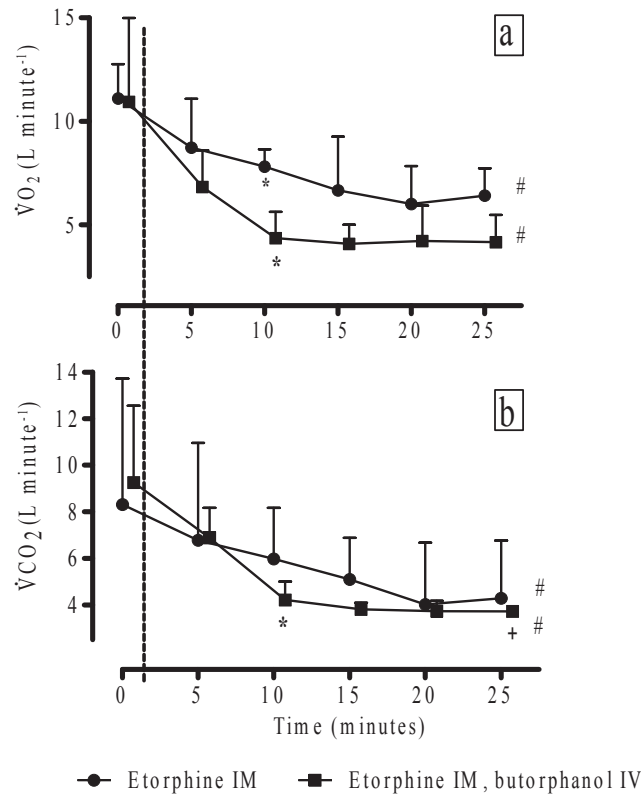 15
a
10
V̇O₂ (L minute⁻¹)
#
*
5
#
*
0 5 10 15 20 25
14
b
12
10
V̇CO₂ (L minute⁻¹)
8
6
4
#
* + #
0 5 10 15 20 25
Time (minutes)
Etorphine IM Etorphine IM, butorphanol IV